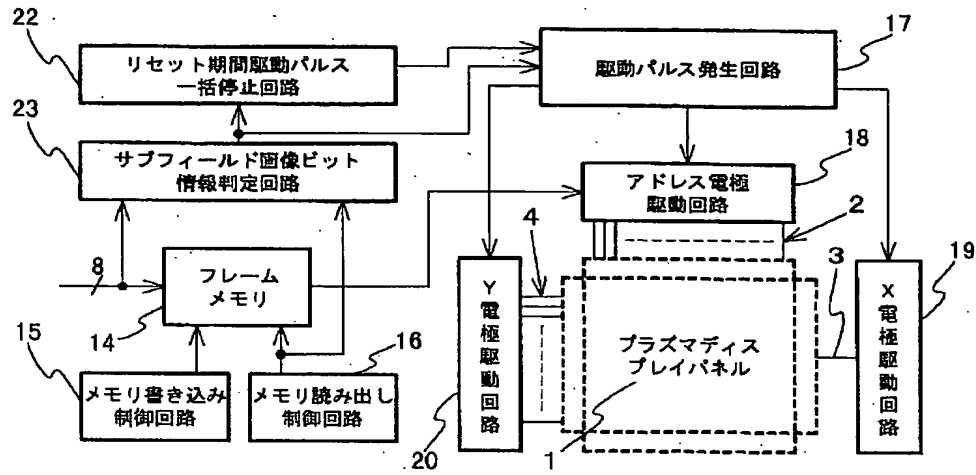 22
リセット期間駆動パルス
一括停止回路
17
駆動パルス発生回路
23
サブフィールド画像ビット
情報判定回路
18
アドレス電極
駆動回路
2
4
8
フレーム
メモリ
14
Y電極駆動回路
20
3
X電極駆動回路
19
プラズマディス
プレイパネル
1
15
メモリ書き込み
制御回路
16
メモリ読み出し
制御回路